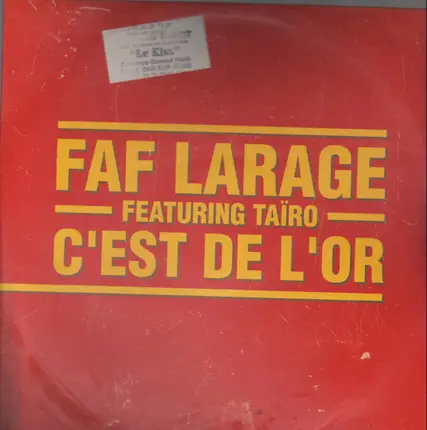 "Le Kiss"
FAF LARAGE
FEATURING TAÏRO
C'EST DE L'OR